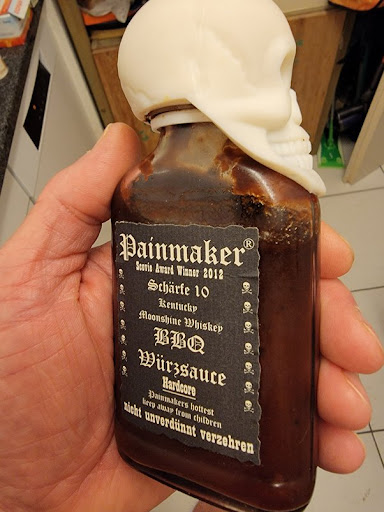 Painmaker®
Scovie Award Winner 2012
Schärfe 10
Kentucky
Moonshine Whiskey
BBQ
Würzsauce
Hardcore
Painmakers hottest
keep away from children
nicht unverdünnt verzehren